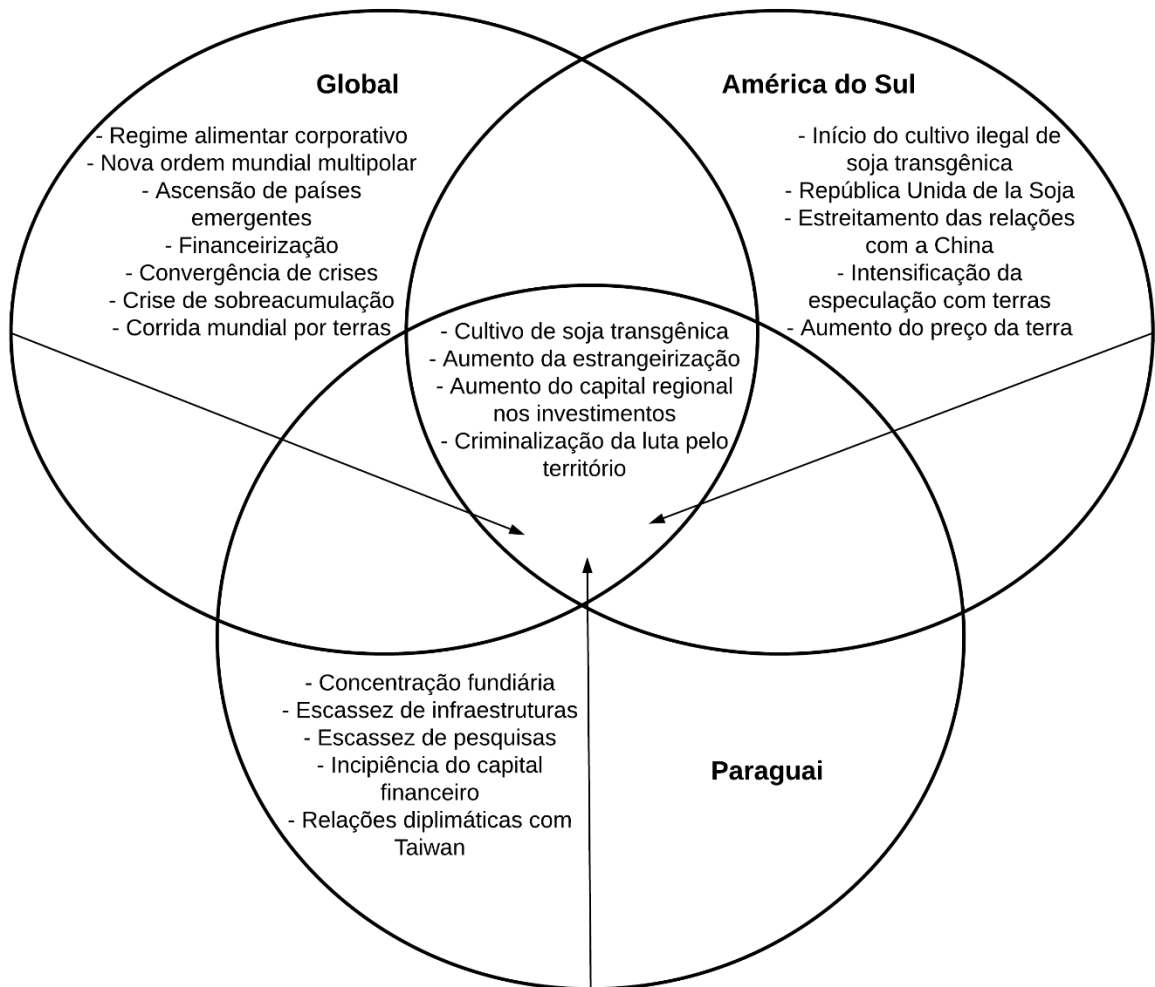 Global
- Regime alimentar corporativo
- Nova ordem mundial multipolar
- Ascensão de países
emergentes
- Financeirização
- Convergência de crises
- Crise de sobreacumulação
- Corrida mundial por terras
América do Sul
- Início do cultivo ilegal de
soja transgênica
- República Unida de la Soja
- Estreitamento das relações
com a China
- Intensificação da
especulação com terras
- Aumento do preço da terra
- Cultivo de soja transgênica
- Aumento da estrangeirização
- Aumento do capital regional
nos investimentos
- Criminalização da luta pelo
território
- Concentração fundiária
- Escassez de infraestruturas
- Escassez de pesquisas
- Incipiência do capital
financeiro
- Relações diplimáticas com
Taiwan
Paraguai